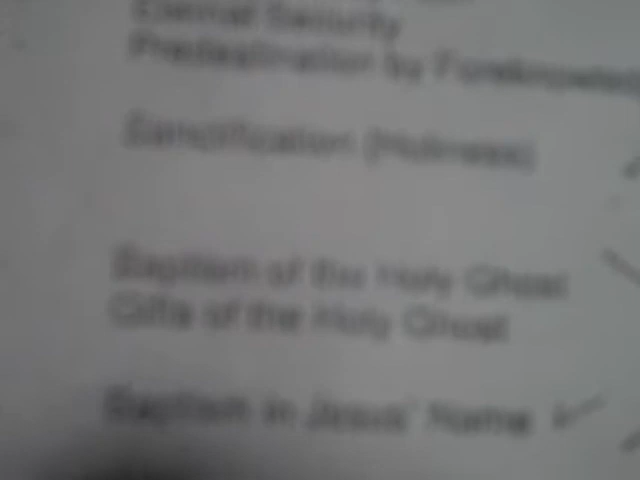 Eternal Security
Predestination by
Sanctification (Holiness)
Baptism of the Holy Ghost
Gifts of the Holy Ghost
Baptism in Jesus' Name